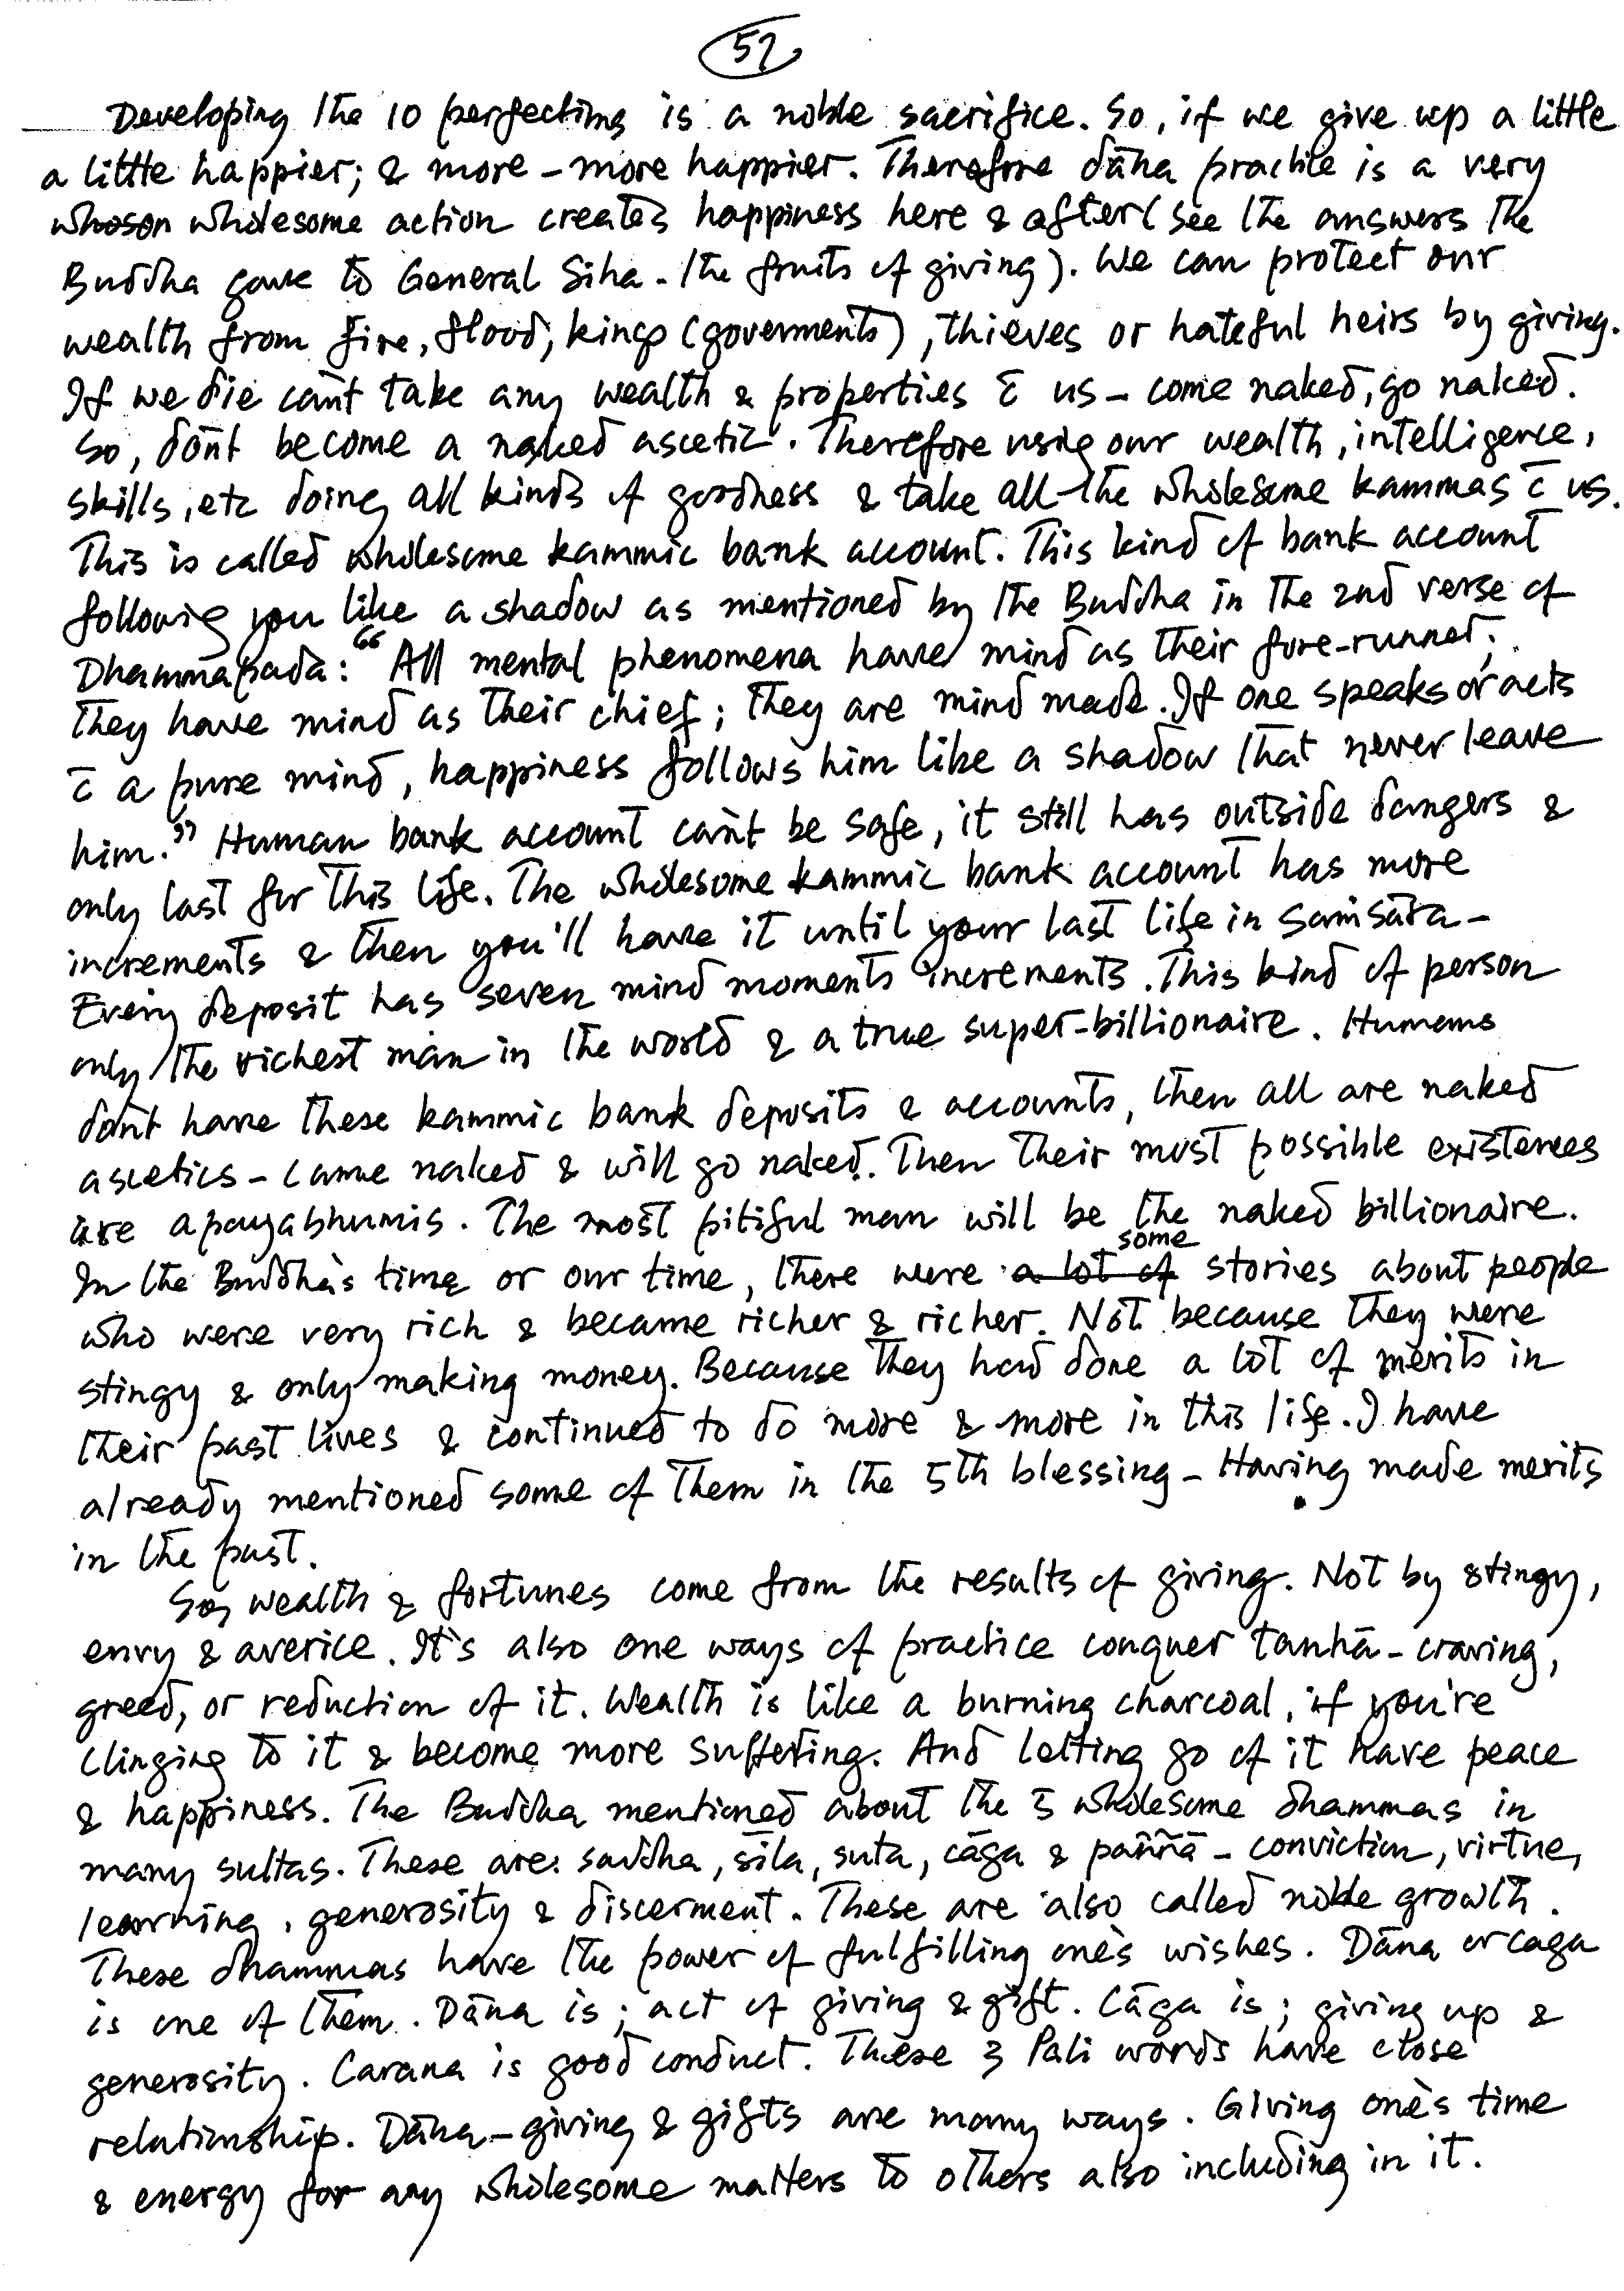 57
Developing the 10 perfections is a noble sacrifice. So, if we give up a little
a little happier; & more – more happier. Therefore dāna practice is a very
whoson wholesome action creates happiness here & after ( see the answers the
Buddha gave to General Siha - the fruits of giving ). We can protect our
wealth from fire, flood, kings (goverments), thieves or hateful heirs by giving.
If we die can't take any wealth & properties c̄ us – come naked, go naked.
So, don't become a naked ascetic. Therefore using our wealth, intelligence,
skills, etc doing all kinds of goodness & take all the wholesome kammas c̄ us.
This is called wholesome kammic bank account. This kind of bank account
following you like a shadow as mentioned by the Buddha in the 2nd verse of
Dhammapada: "All mental phenomena have mind as their fore-runner;
they have mind as their chief; they are mind made. If one speaks or acts
c̄ a pure mind, happiness follows him like a shadow that never leave
him." Human bank account can't be safe, it still has outside dangers &
only last for this life. The wholesome kammic bank account has more
increments & then you'll have it until your last life in saṁsāra –
Every deposit has seven mind moments increments. This kind of person
only the richest man in the world & a true super-billionaire. Humans
don't have these kammic bank deposits & accounts, then all are naked
ascetics – came naked & will go naked. Then their most possible existences
are apayabhumis. The most pitiful man will be the naked billionaire.
In the Buddha's time or our time, there were a lot of some stories about people
who were very rich & became richer & richer. Not because they were
stingy & only making money. Because they had done a lot of merits in
their past lives & continued to do more & more in this life. I have
already mentioned some of them in the 5th blessing – Having made merits
in the past.
So, wealth & fortunes come from the results of giving. Not by stingy,
envy & averice. It's also one ways of practice conquer tanhā – craving,
greed, or reduction of it. Wealth is like a burning charcoal, if you're
clinging to it & become more suffering. And letting go of it have peace
& happiness. The Buddha mentioned about the 5 wholesome dhammas in
many suttas. These are: saddha, sīla, suta, cāga & paññā – conviction, virtue,
learning, generosity & discernment. These are also called noble growth.
These dhammas have the power of fulfilling one's wishes. Dāna or caga
is one of them. Dāna is; act of giving & gift. Cāga is; giving up &
generosity. Carana is good conduct. These 3 Pali words have close
relationship. Dāna – giving & gifts are many ways. Giving one's time
& energy for any wholesome matters to others also including in it.